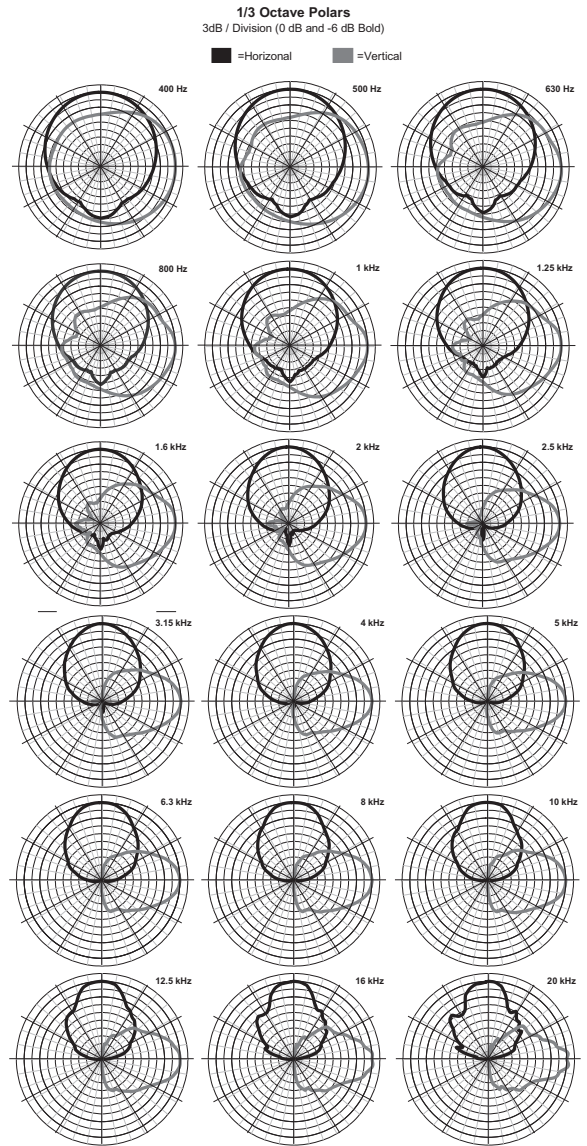 1/3 Octave Polars
3dB / Division (0 dB and -6 dB Bold)
=Horizonal =Vertical
400 Hz 500 Hz 630 Hz
800 Hz 1 kHz 1.25 kHz
1.6 kHz 2 kHz 2.5 kHz
3.15 kHz 4 kHz 5 kHz
6.3 kHz 8 kHz 10 kHz
12.5 kHz 16 kHz 20 kHz